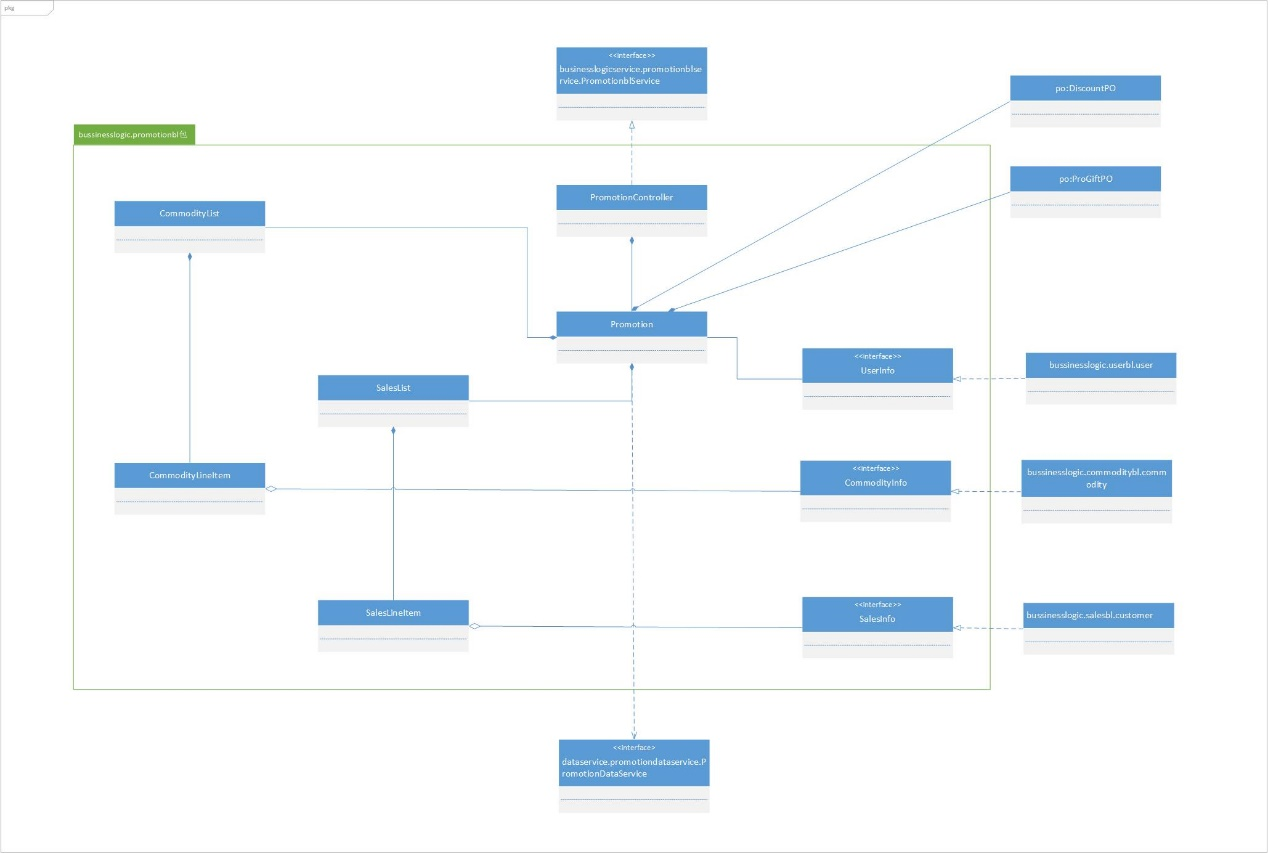 pkg
<<interface>>
businesslogicservice.promotionblse
rvice.PromotionblService
po:DiscountPO
bussinesslogic.promotionbl包
po:ProGiftPO
PromotionController
CommodityList
Promotion
<<interface>>
UserInfo
bussinesslogic.userbl.user
SalesList
CommodityLineItem
<<interface>>
CommodityInfo
bussinesslogic.commoditybl.comm
odity
SalesLineItem
<<interface>>
SalesInfo
bussinesslogic.salesbl.customer
<<interface>
dataservice.promotiondataservice.P
romotionDataService